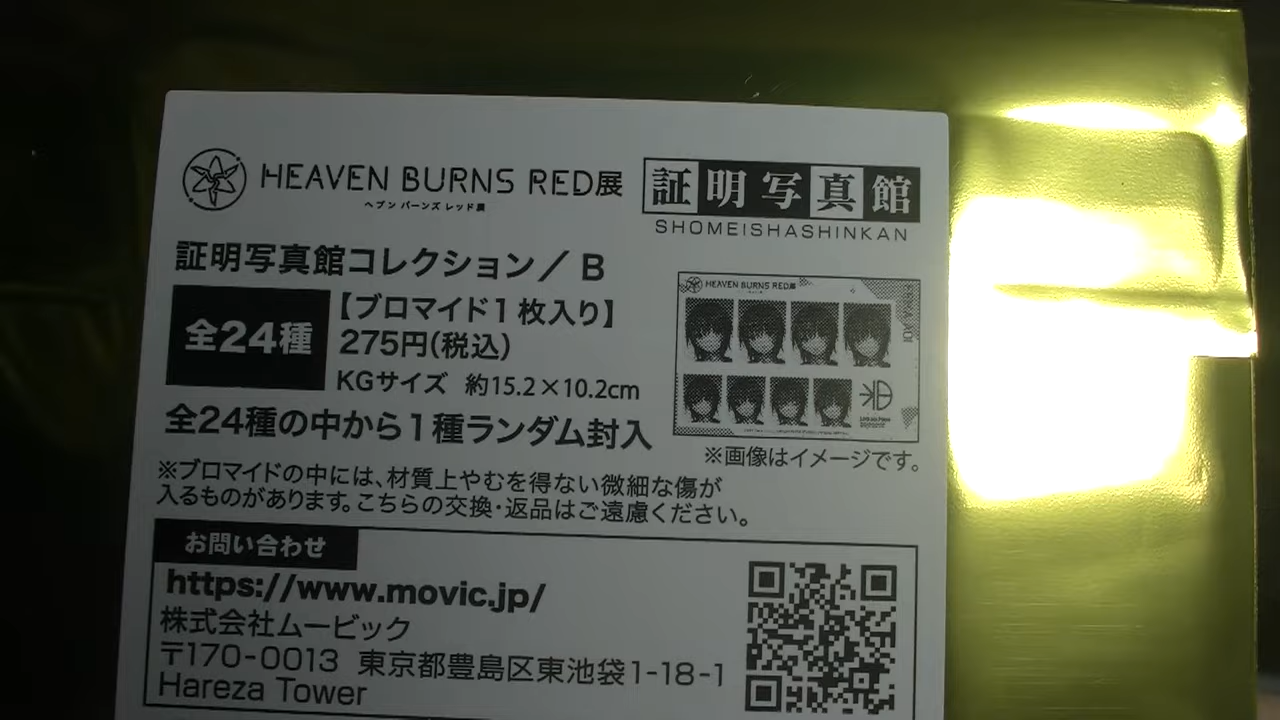 HEAVEN BURNS RED展
ヘブン バーンズ レッド展
証明写真館
SHOMEISHASHINKAN
証明写真館コレクション／B
全24種
【ブロマイド1枚入り】
275円(税込)
KGサイズ 約15.2×10.2cm
全24種の中から1種ランダム封入
HEAVEN BURNS RED展
※画像はイメージです。
※ブロマイドの中には、材質上やむを得ない微細な傷が
入るものがあります。こちらの交換・返品はご遠慮ください。
お問い合わせ
https://www.movic.jp/
株式会社ムービック
〒170-0013 東京都豊島区東池袋1-18-1
Hareza Tower